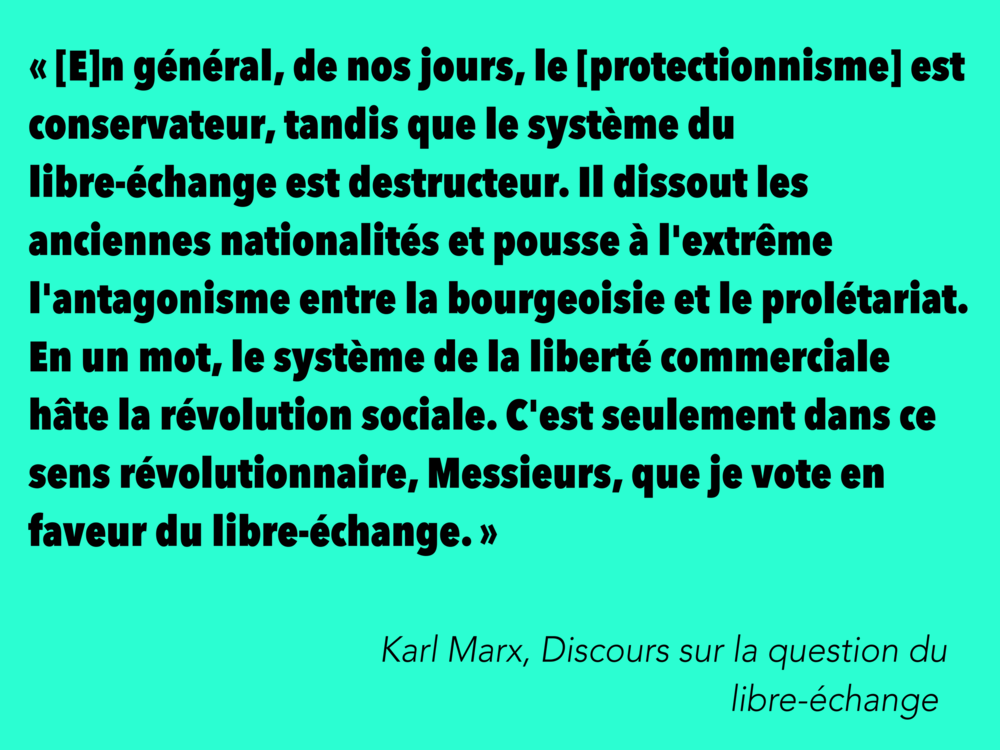 « [E]n général, de nos jours, le [protectionnisme] est
conservateur, tandis que le système du
libre-échange est destructeur. Il dissout les
anciennes nationalités et pousse à l'extrême
l'antagonisme entre la bourgeoisie et le prolétariat.
En un mot, le système de la liberté commerciale
hâte la révolution sociale. C'est seulement dans ce
sens révolutionnaire, Messieurs, que je vote en
faveur du libre-échange. »
Karl Marx, Discours sur la question du
libre-échange